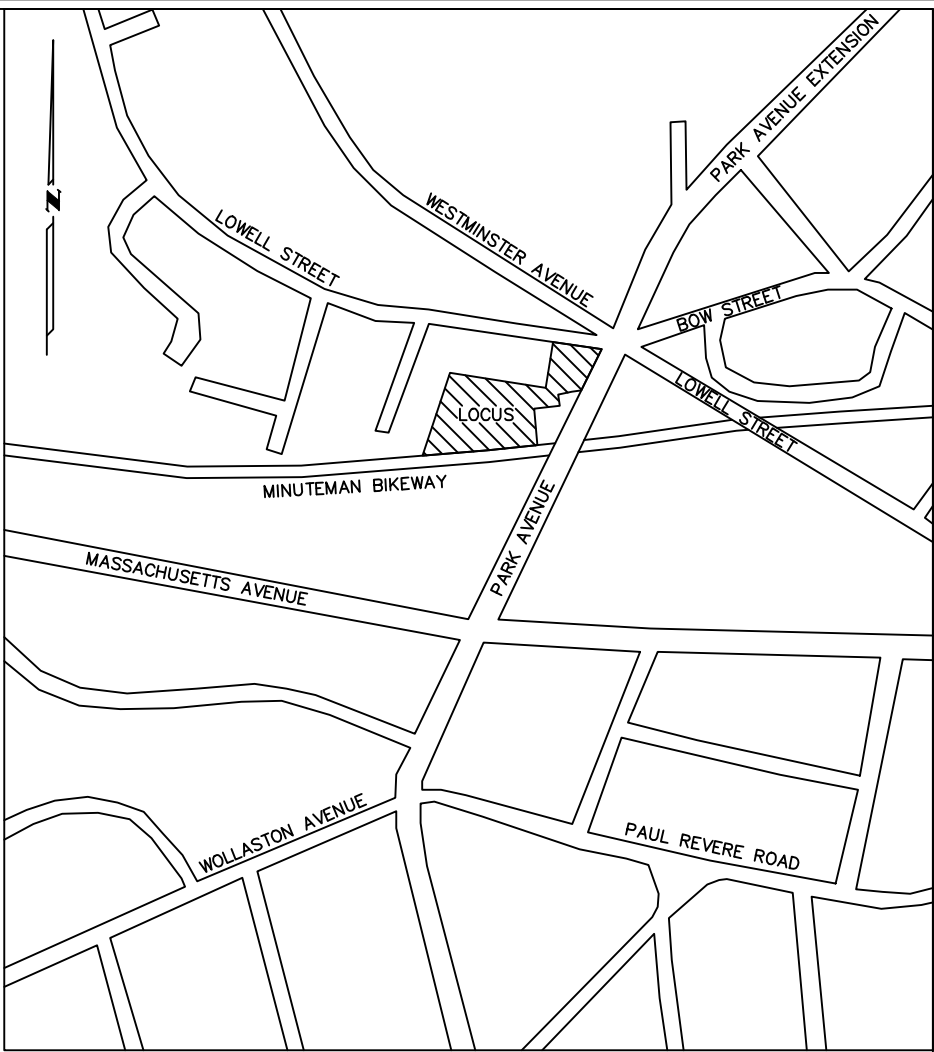 PARK AVENUE EXTENSION
N
WESTMINSTER AVENUE
LOWELL STREET
BOW STREET
LOWELL STREET
LOCUS
MINUTEMAN BIKEWAY
PARK AVENUE
MASSACHUSETTS AVENUE
WOLLASTON AVENUE
PAUL REVERE ROAD